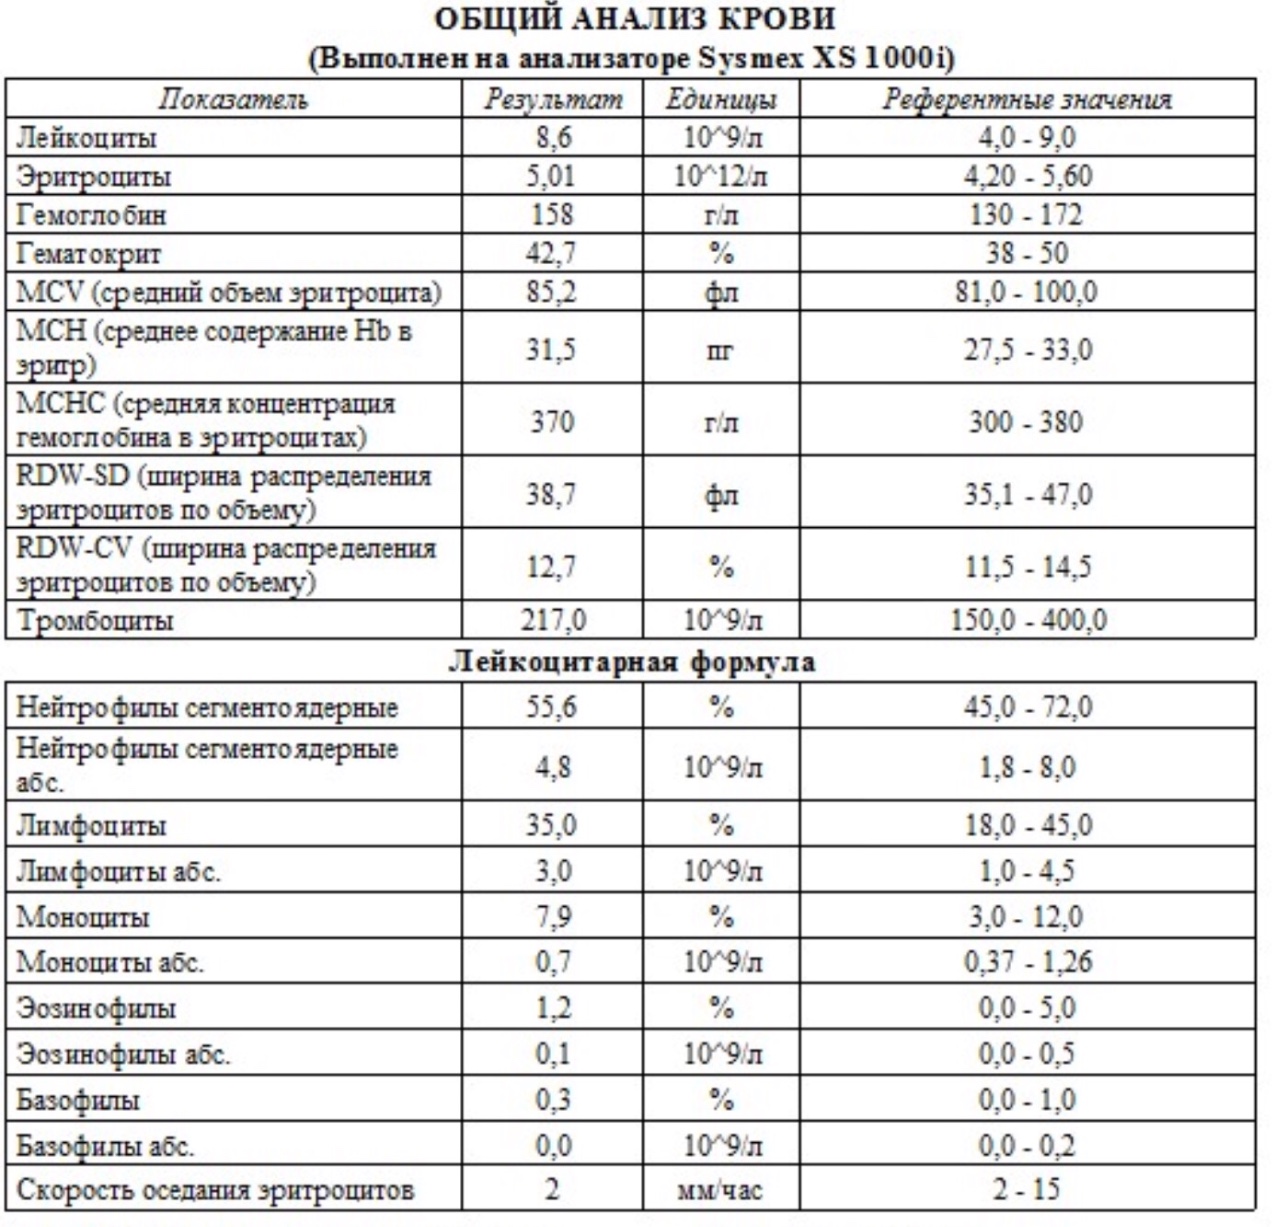 ОБЩИЙ АНАЛИЗ КРОВИ
(Выполнен на анализаторе Sysmex XS 1000i)
Показатель Результат Единицы Референтные значения
Лейкоциты 8,6 10^9/л 4,0 - 9,0
Эритроциты 5,01 10^12/л 4,20 - 5,60
Гемоглобин 158 г/л 130 - 172
Гематокрит 42,7 % 38 - 50
MCV (средний объем эритроцита) 85,2 фл 81,0 - 100,0
MCH (среднее содержание Hb в
эритр) 31,5 пг 27,5 - 33,0
MCHC (средняя концентрация
гемоглобина в эритроцитах) 370 г/л 300 - 380
RDW-SD (ширина распределения
эритроцитов по объему) 38,7 фл 35,1 - 47,0
RDW-CV (ширина распределения
эритроцитов по объему) 12,7 % 11,5 - 14,5
Тромбоциты 217,0 10^9/л 150,0 - 400,0
Лейкоцитарная формула
Нейтрофилы сегментоядерные 55,6 % 45,0 - 72,0
Нейтрофилы сегментоядерные
абс. 4,8 10^9/л 1,8 - 8,0
Лимфоциты 35,0 % 18,0 - 45,0
Лимфоциты абс. 3,0 10^9/л 1,0 - 4,5
Моноциты 7,9 % 3,0 - 12,0
Моноциты абс. 0,7 10^9/л 0,37 - 1,26
Эозинофилы 1,2 % 0,0 - 5,0
Эозинофилы абс. 0,1 10^9/л 0,0 - 0,5
Базофилы 0,3 % 0,0 - 1,0
Базофилы абс. 0,0 10^9/л 0,0 - 0,2
Скорость оседания эритроцитов 2 мм/час 2 - 15